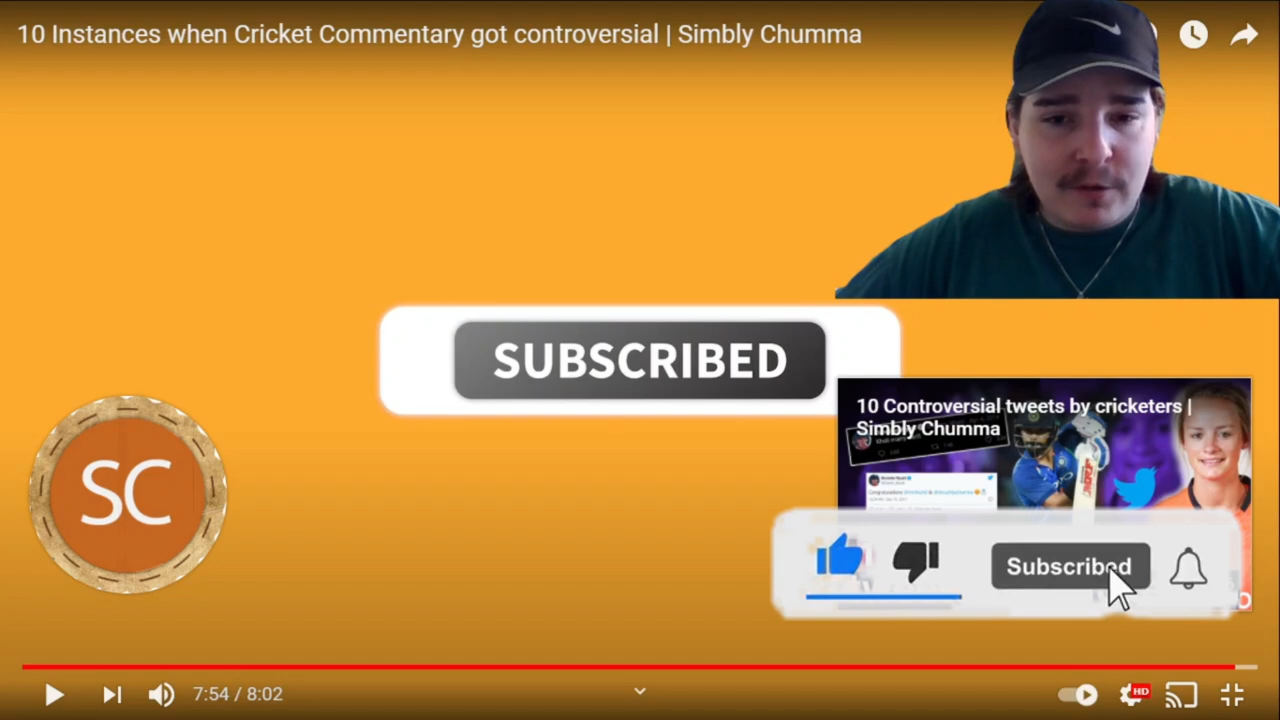 10 Instances when Cricket Commentary got controversial | Simbly Chumma
SUBSCRIBED
SC
10 Controversial tweets by cricketers |
Simbly Chumma
Subscribed
7:54 / 8:02
HD